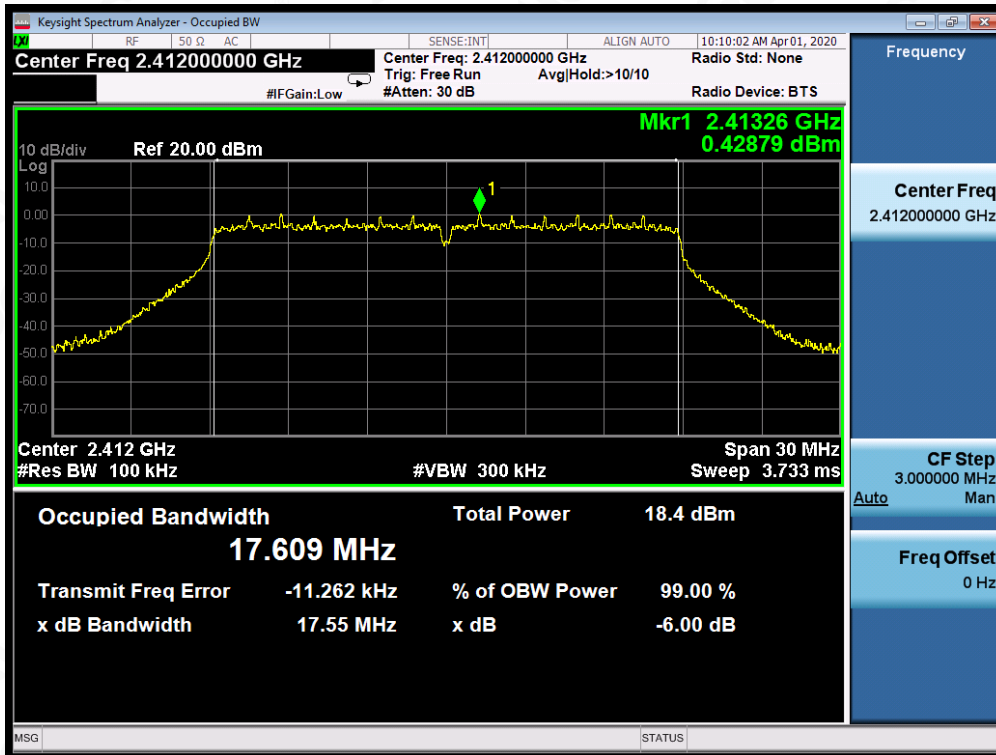 Keysight Spectrum Analyzer - Occupied BW
LXI RF 50 Ω AC SENSE:INT ALIGN AUTO 10:10:02 AM Apr 01, 2020
Center Freq 2.412000000 GHz Center Freq: 2.412000000 GHz Radio Std: None
Trig: Free Run Avg|Hold:>10/10
#IFGain:Low #Atten: 30 dB Radio Device: BTS
Frequency
Mkr1 2.41326 GHz
10 dB/div Ref 20.00 dBm 0.42879 dBm
Log
10.0
1
0.00
-10.0
-20.0
-30.0
-40.0
-50.0
-60.0
-70.0
Center 2.412 GHz Span 30 MHz
#Res BW 100 kHz #VBW 300 kHz Sweep 3.733 ms
Occupied Bandwidth Total Power 18.4 dBm
17.609 MHz
Transmit Freq Error -11.262 kHz % of OBW Power 99.00 %
x dB Bandwidth 17.55 MHz x dB -6.00 dB
Center Freq
2.412000000 GHz
CF Step
3.000000 MHz
Auto Man
Freq Offset
0 Hz
MSG STATUS